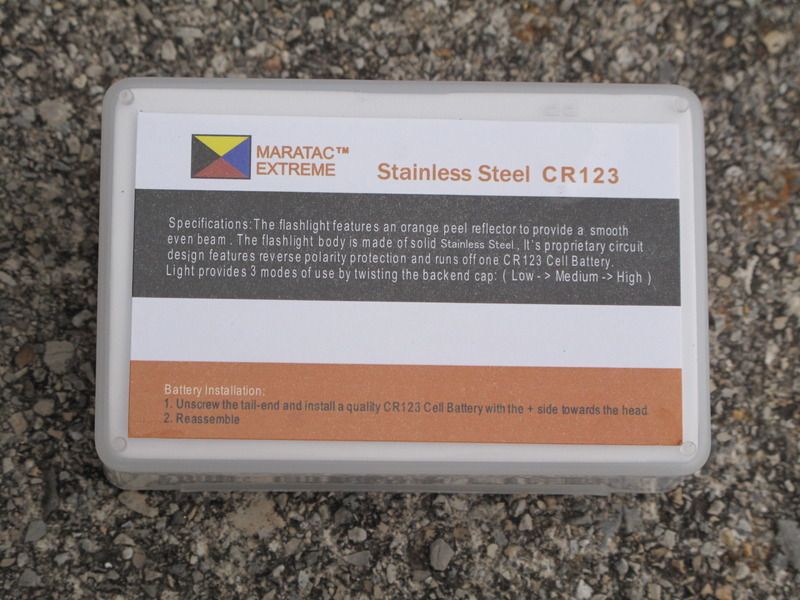 MARATAC™
EXTREME
Stainless Steel CR123
Specifications: The flashlight features an orange peel reflector to provide a smooth
even beam. The flashlight body is made of solid Stainless Steel., It's proprietary circuit
design features reverse polarity protection and runs off one CR123 Cell Battery.
Light provides 3 modes of use by twisting the backend cap: ( Low - > Medium -> High )
Battery Installation:
1. Unscrew the tail-end and install a quality CR123 Cell Battery with the + side towards the head.
2. Reassemble